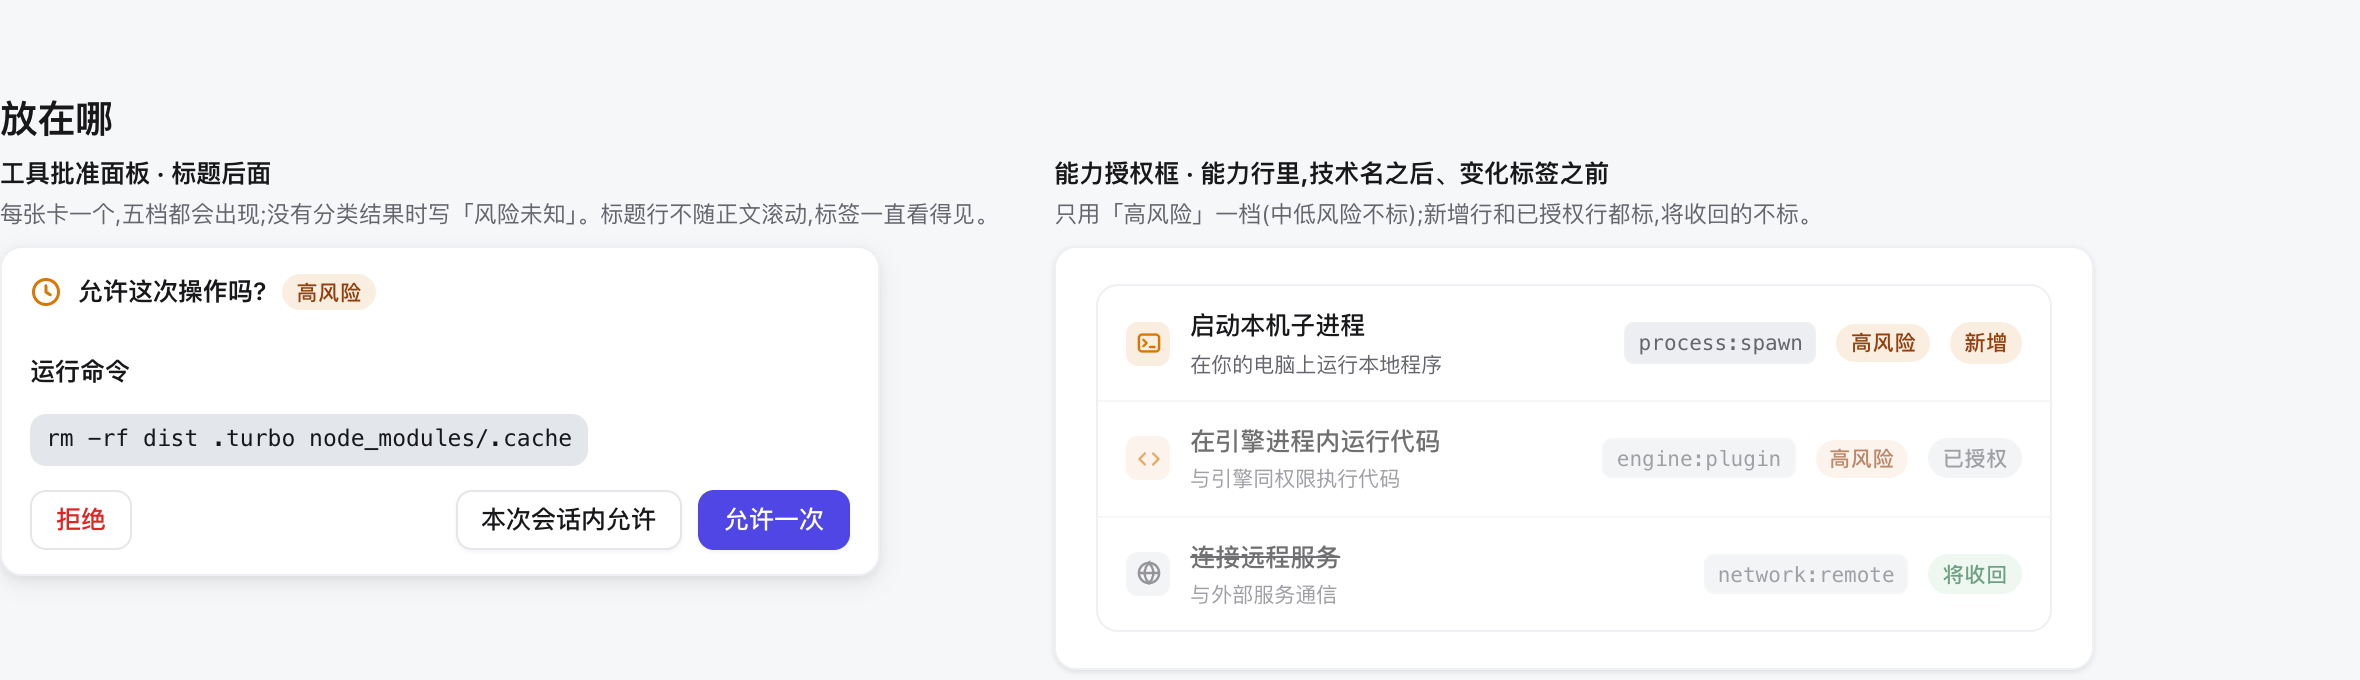 放在哪
工具批准面板 · 标题后面
每张卡一个,五档都会出现;没有分类结果时写「风险未知」。标题行不随正文滚动,标签一直看得见。
允许这次操作吗?
高风险
运行命令
rm -rf dist .turbo node_modules/.cache
拒绝
本次会话内允许
允许一次
能力授权框 · 能力行里,技术名之后、变化标签之前
只用「高风险」一档(中低风险不标);新增行和已授权行都标,将收回的不标。
启动本机子进程
在你的电脑上运行本地程序
process:spawn
高风险
新增
在引擎进程内运行代码
与引擎同权限执行代码
engine:plugin
高风险
已授权
连接远程服务
与外部服务通信
network:remote
将收回